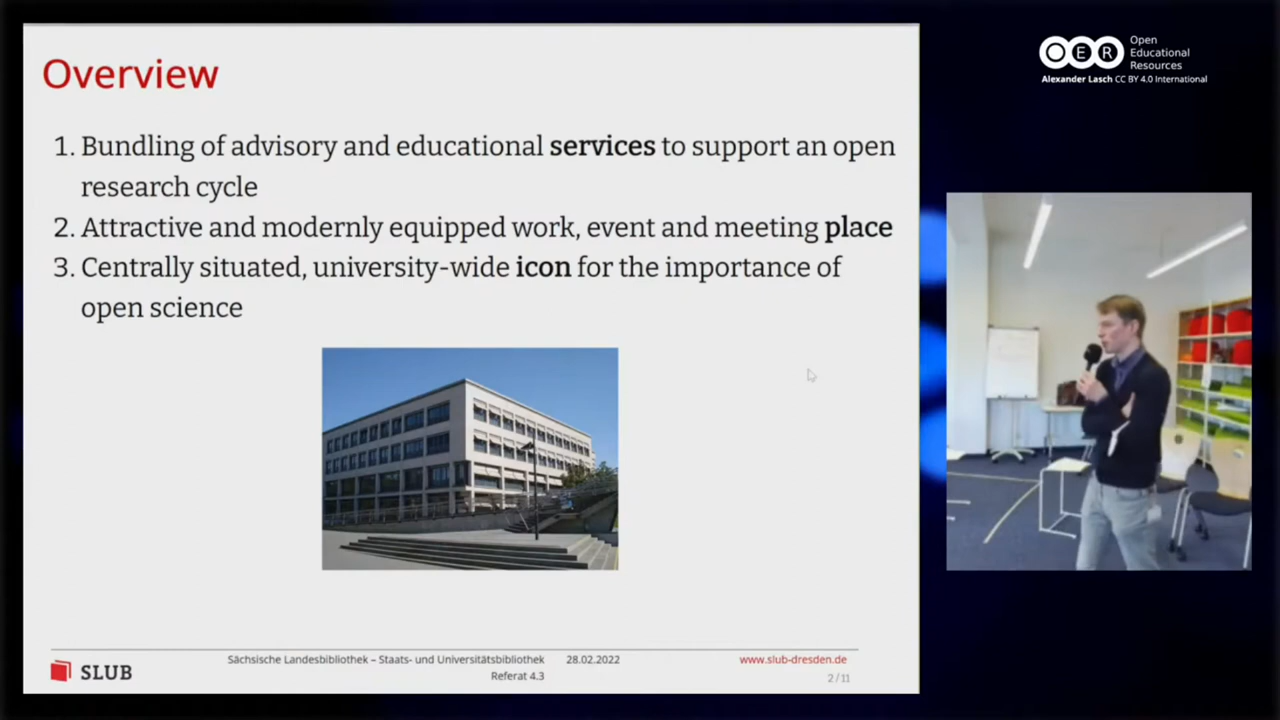 Overview
1. Bundling of advisory and educational services to support an open
research cycle
2. Attractive and modernly equipped work, event and meeting place
3. Centrally situated, university-wide icon for the importance of
open science
SLUB
Sächsische Landesbibliothek – Staats- und Universitätsbibliothek
Referat 4.3
28.02.2022
www.slub-dresden.de
2 / 11
OER
Open
Educational
Resources
Alexander Lasch CC BY 4.0 International